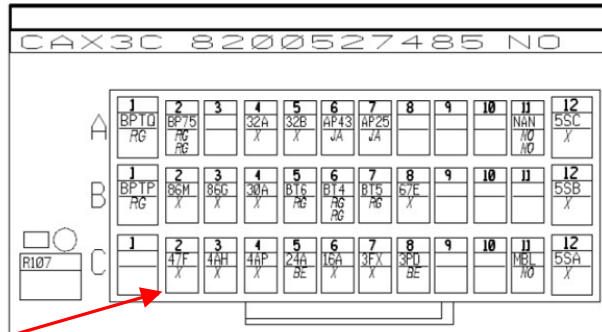 CAX3C 8200527485 NO
A
1 2 3 4 5 6 7 8 9 10 11 12
BPTQ BP75 32A 32B AP43 AP25 NAN 5SC
RG RG X X JA JA NO X
RG NO
B
1 2 3 4 5 6 7 8 9 10 11 12
BPTP 86M 86G 30A BT6 BT4 BT5 67E 5SB
RG X X X RG RG RG X X
RG
R107
C
1 2 3 4 5 6 7 8 9 10 11 12
47F 4AH 4AP 24A 16A 3FX 3PD MBL 5SA
X X X BE X X BE NO X